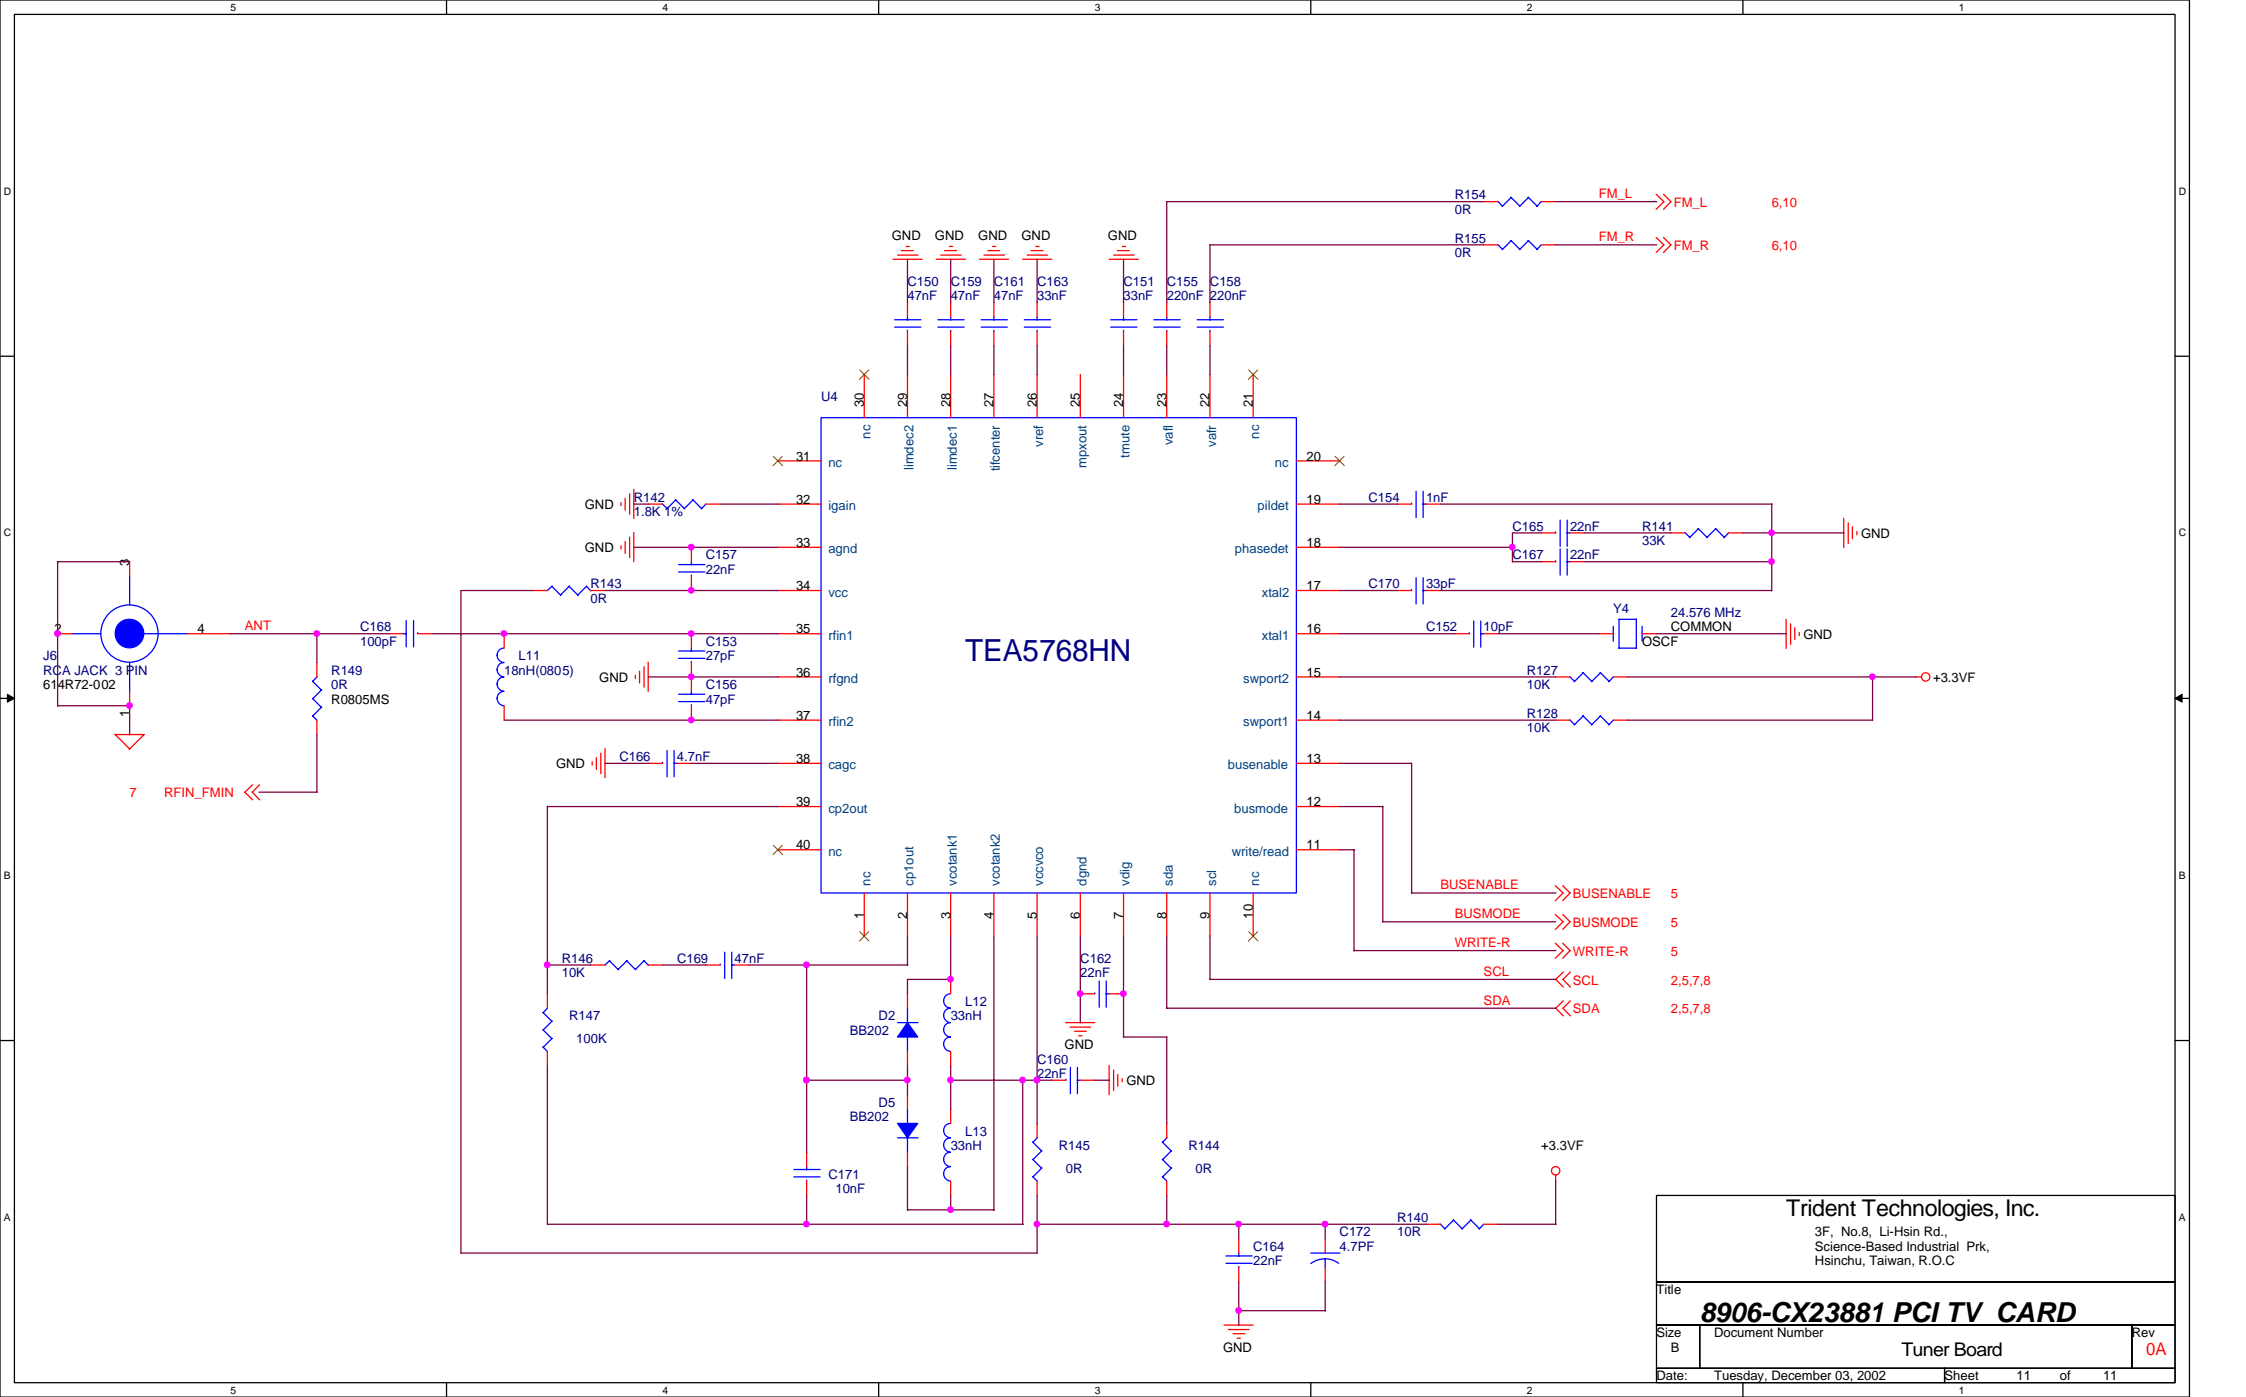 5 4 3 2 1
D D
C C
B B
A A
R154
0R
FM_L
FM_L 6,10
R155
0R
FM_R
FM_R 6,10
GND GND GND GND GND
C150 C159 C161 C163 C151 C155 C158
47nF 47nF 47nF 33nF 33nF 220nF 220nF
U4
30 29 28 27 26 25 24 23 22 21
nc limdec2 limdec1 tifcenter vref mpxout tmute vafl vafr nc
TEA5768HN
31 nc
GND R142 32 igain
1.8K 1%
GND 33 agnd
C157
22nF
R143 34 vcc
0R
35 rfin1
C153
27pF
GND 36 rfgnd
C156
47pF
37 rfin2
GND C166 4.7nF 38 cagc
39 cp2out
40 nc
3
2
4
1
ANT
J6
RCA JACK 3 PIN
614R72-002
C168
100pF
R149
0R
R0805MS
L11
18nH(0805)
7 RFIN_FMIN
nc 20
pildet 19 C154 1nF
phasedet 18 C165 22nF R141
33K
GND
C167 22nF
xtal2 17 C170 33pF
xtal1 16 C152 10pF
Y4 24.576 MHz
COMMON
OSCF
GND
swport2 15 R127
10K
+3.3VF
swport1 14 R128
10K
busenable 13
busmode 12
write/read 11
nc cp1out vcotank1 vcotank2 vccvco dgnd vdig sda scl nc
1 2 3 4 5 6 7 8 9 10
BUSENABLE BUSENABLE 5
BUSMODE BUSMODE 5
WRITE-R WRITE-R 5
SCL SCL 2,5,7,8
SDA SDA 2,5,7,8
R146
10K
C169 47nF
R147
100K
D2
BB202
L12
33nH
C162
22nF
GND
C160
22nF
GND
D5
BB202
L13
33nH
R145
0R
R144
0R
C171
10nF
+3.3VF
R140
10R
C164
22nF
C172
4.7PF
GND
Trident Technologies, Inc.
3F, No.8, Li-Hsin Rd.,
Science-Based Industrial Prk,
Hsinchu, Taiwan, R.O.C
Title
8906-CX23881 PCI TV CARD
Size Document Number Rev
B Tuner Board 0A
Date: Tuesday, December 03, 2002 Sheet 11 of 11
5 4 3 2 1